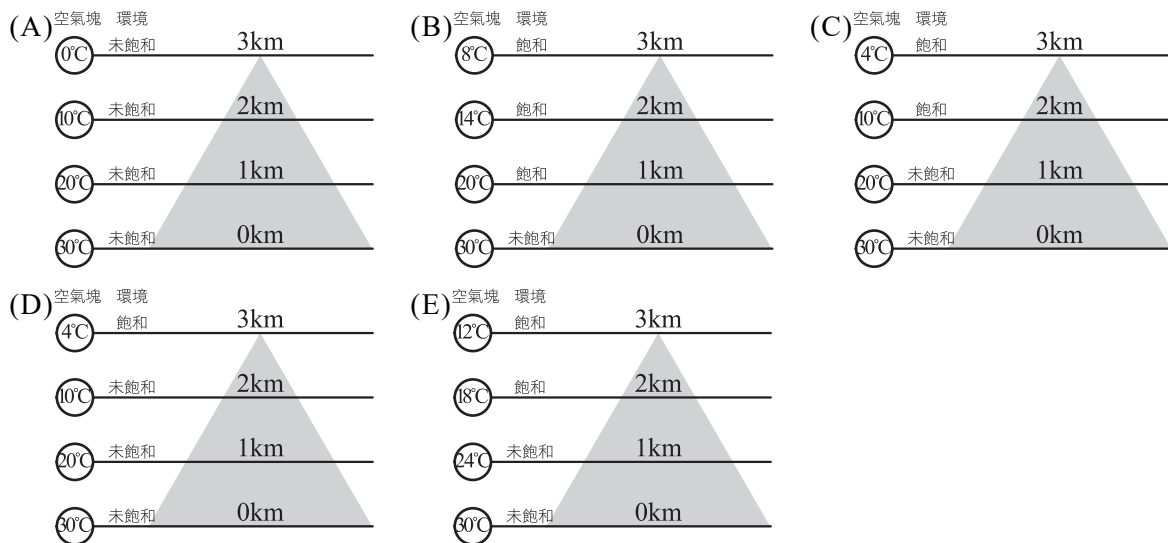 (A) 空氣塊 環境
0℃ 未飽和 3km
10℃ 未飽和 2km
20℃ 未飽和 1km
30℃ 未飽和 0km
(B) 空氣塊 環境
8℃ 飽和 3km
14℃ 飽和 2km
20℃ 飽和 1km
30℃ 未飽和 0km
(C) 空氣塊 環境
4℃ 飽和 3km
10℃ 飽和 2km
20℃ 未飽和 1km
30℃ 未飽和 0km
(D) 空氣塊 環境
4℃ 飽和 3km
10℃ 未飽和 2km
20℃ 未飽和 1km
30℃ 未飽和 0km
(E) 空氣塊 環境
12℃ 飽和 3km
18℃ 飽和 2km
24℃ 未飽和 1km
30℃ 未飽和 0km